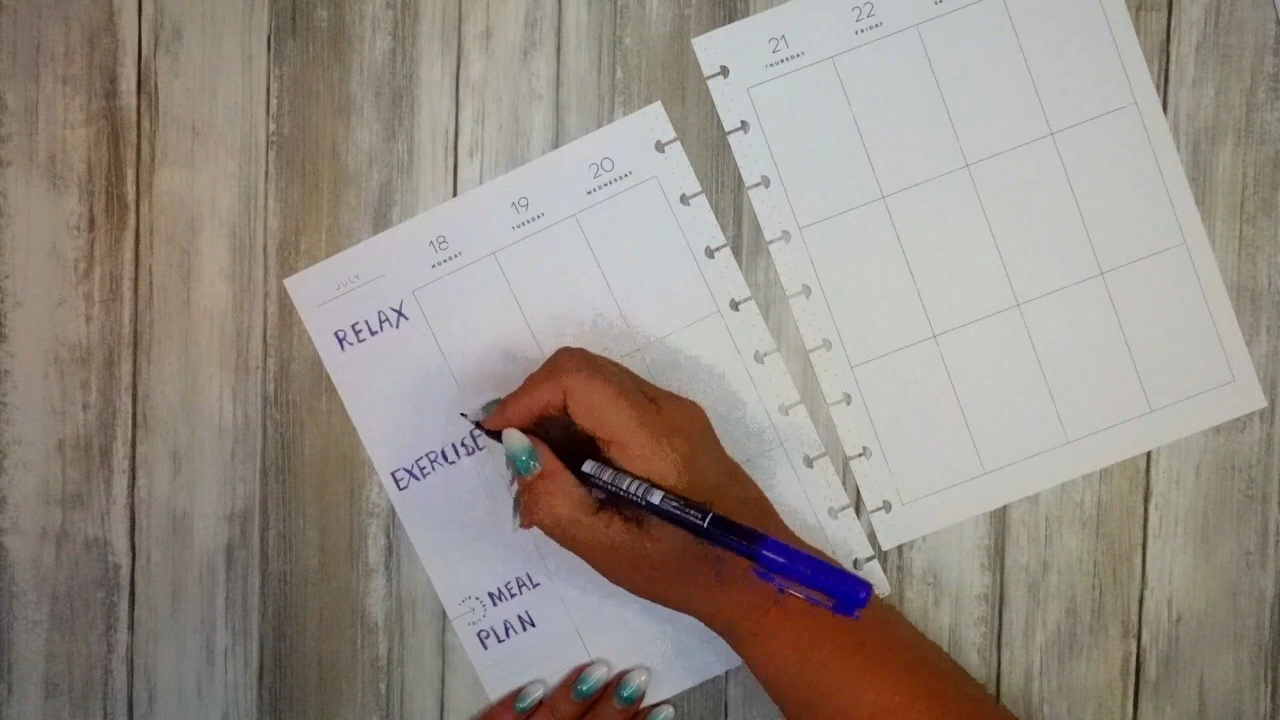 21
THURSDAY
22
FRIDAY
18
MONDAY
19
TUESDAY
20
WEDNESDAY
JULY
RELAX
EXERCISE
MEAL
PLAN